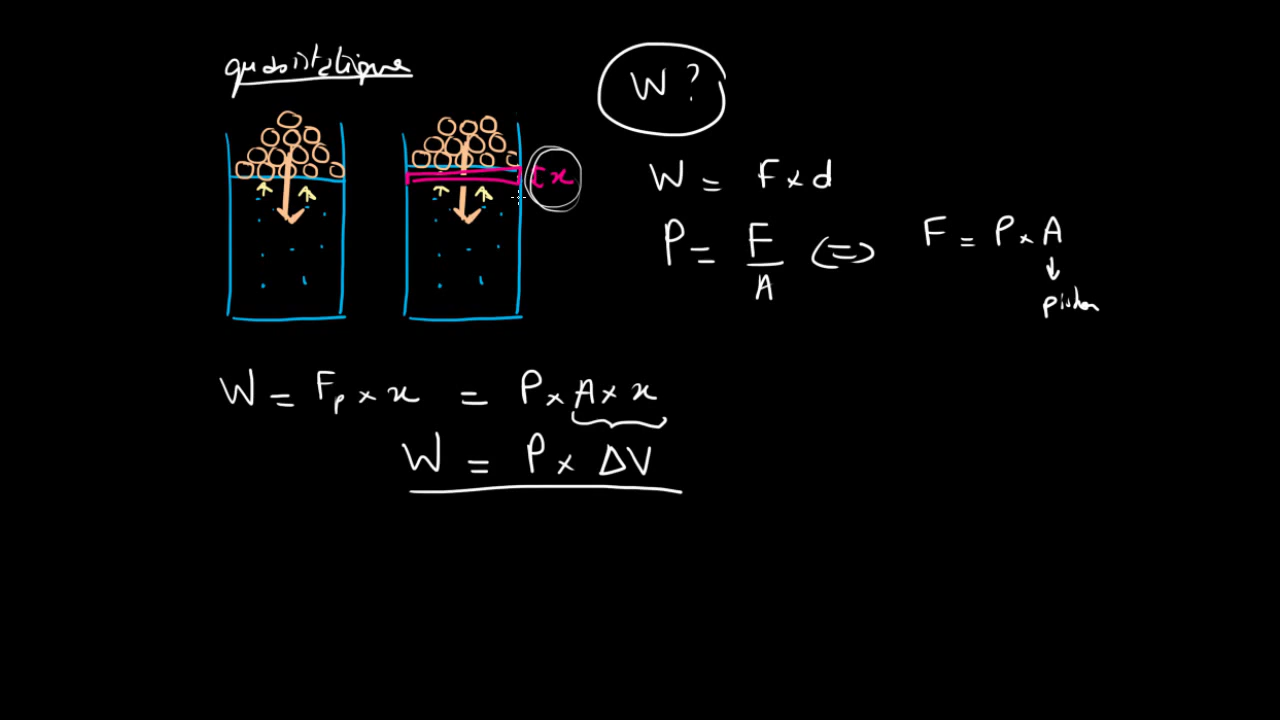 quasistatique
W ?
x
W = F × d
P = F / A ⟺ F = P × A
↓
piston
W = Fₚ × x = P × A × x
W = P × ΔV